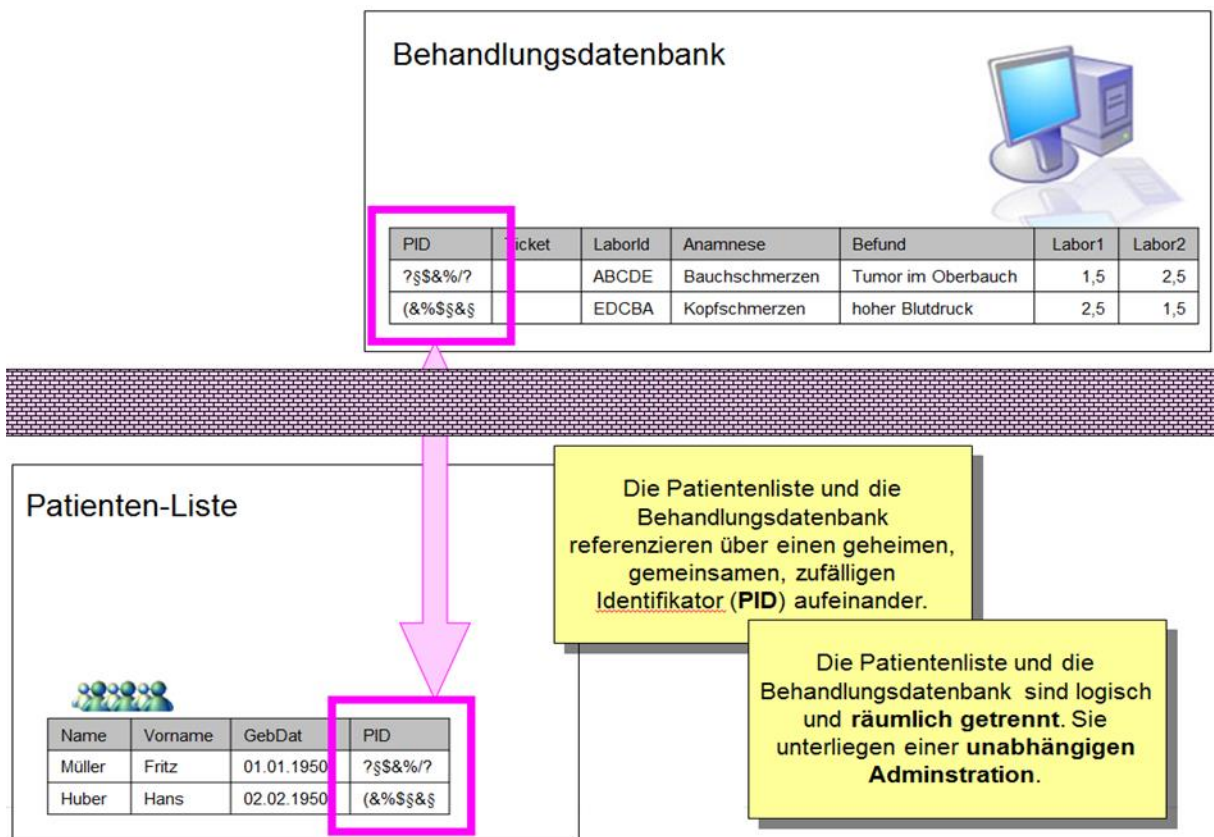 Behandlungsdatenbank
PID Ticket LaborId Anamnese Befund Labor1 Labor2
?§$&%/? ABCDE Bauchschmerzen Tumor im Oberbauch 1,5 2,5
(&%$§&§ EDCBA Kopfschmerzen hoher Blutdruck 2,5 1,5
Patienten-Liste
Die Patientenliste und die
Behandlungsdatenbank
referenzieren über einen geheimen,
gemeinsamen, zufälligen
Identifikator (PID) aufeinander.
Die Patientenliste und die
Behandlungsdatenbank sind logisch
und räumlich getrennt. Sie
unterliegen einer unabhängigen
Adminstration.
Name Vorname GebDat PID
Müller Fritz 01.01.1950 ?§$&%/?
Huber Hans 02.02.1950 (&%$§&§